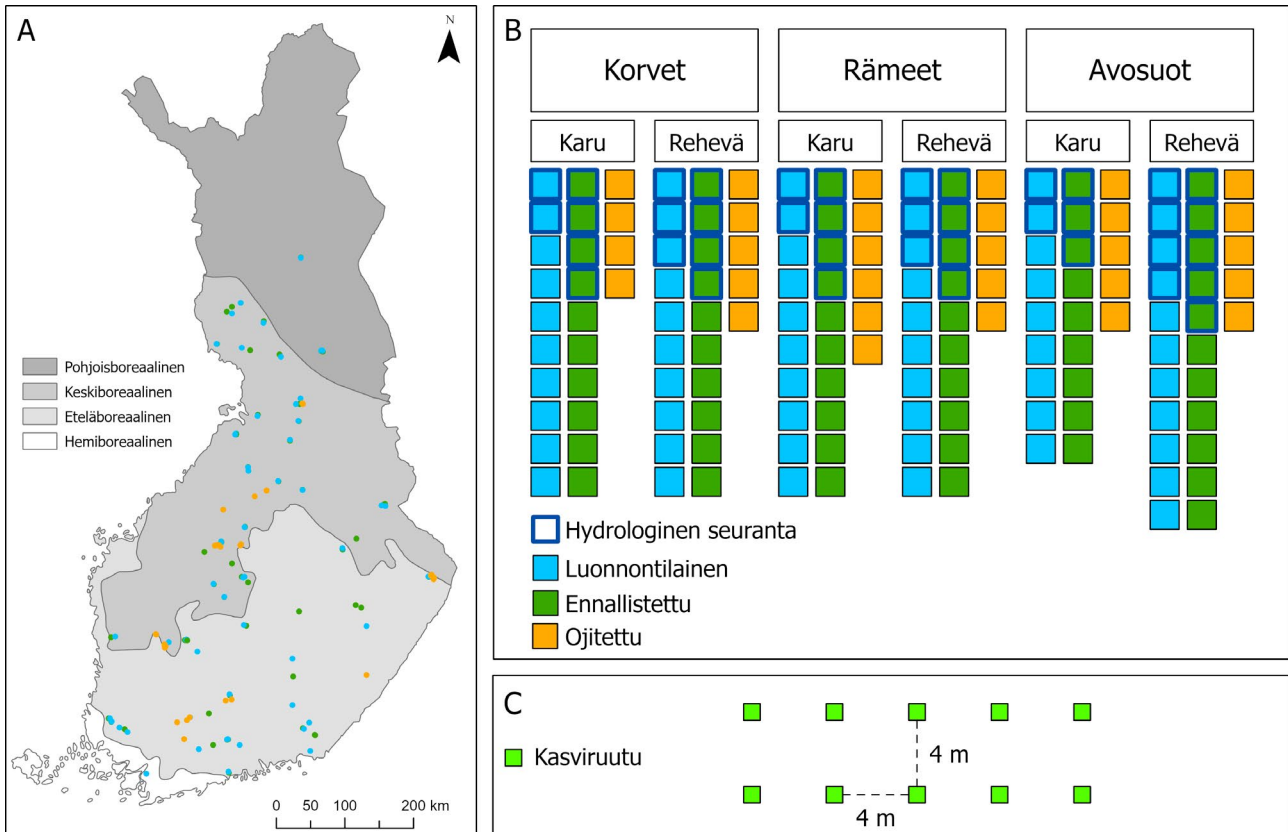 A
N
Pohjoisboreaalinen
Keskiboreaalinen
Eteläboreaalinen
Hemiboreaalinen
0 50 100 200 km
B
Korvet Rämeet Avosuot
Karu Rehevä Karu Rehevä Karu Rehevä
Hydrologinen seuranta
Luonnontilainen
Ennallistettu
Ojitettu
C
Kasviruutu
4 m
4 m